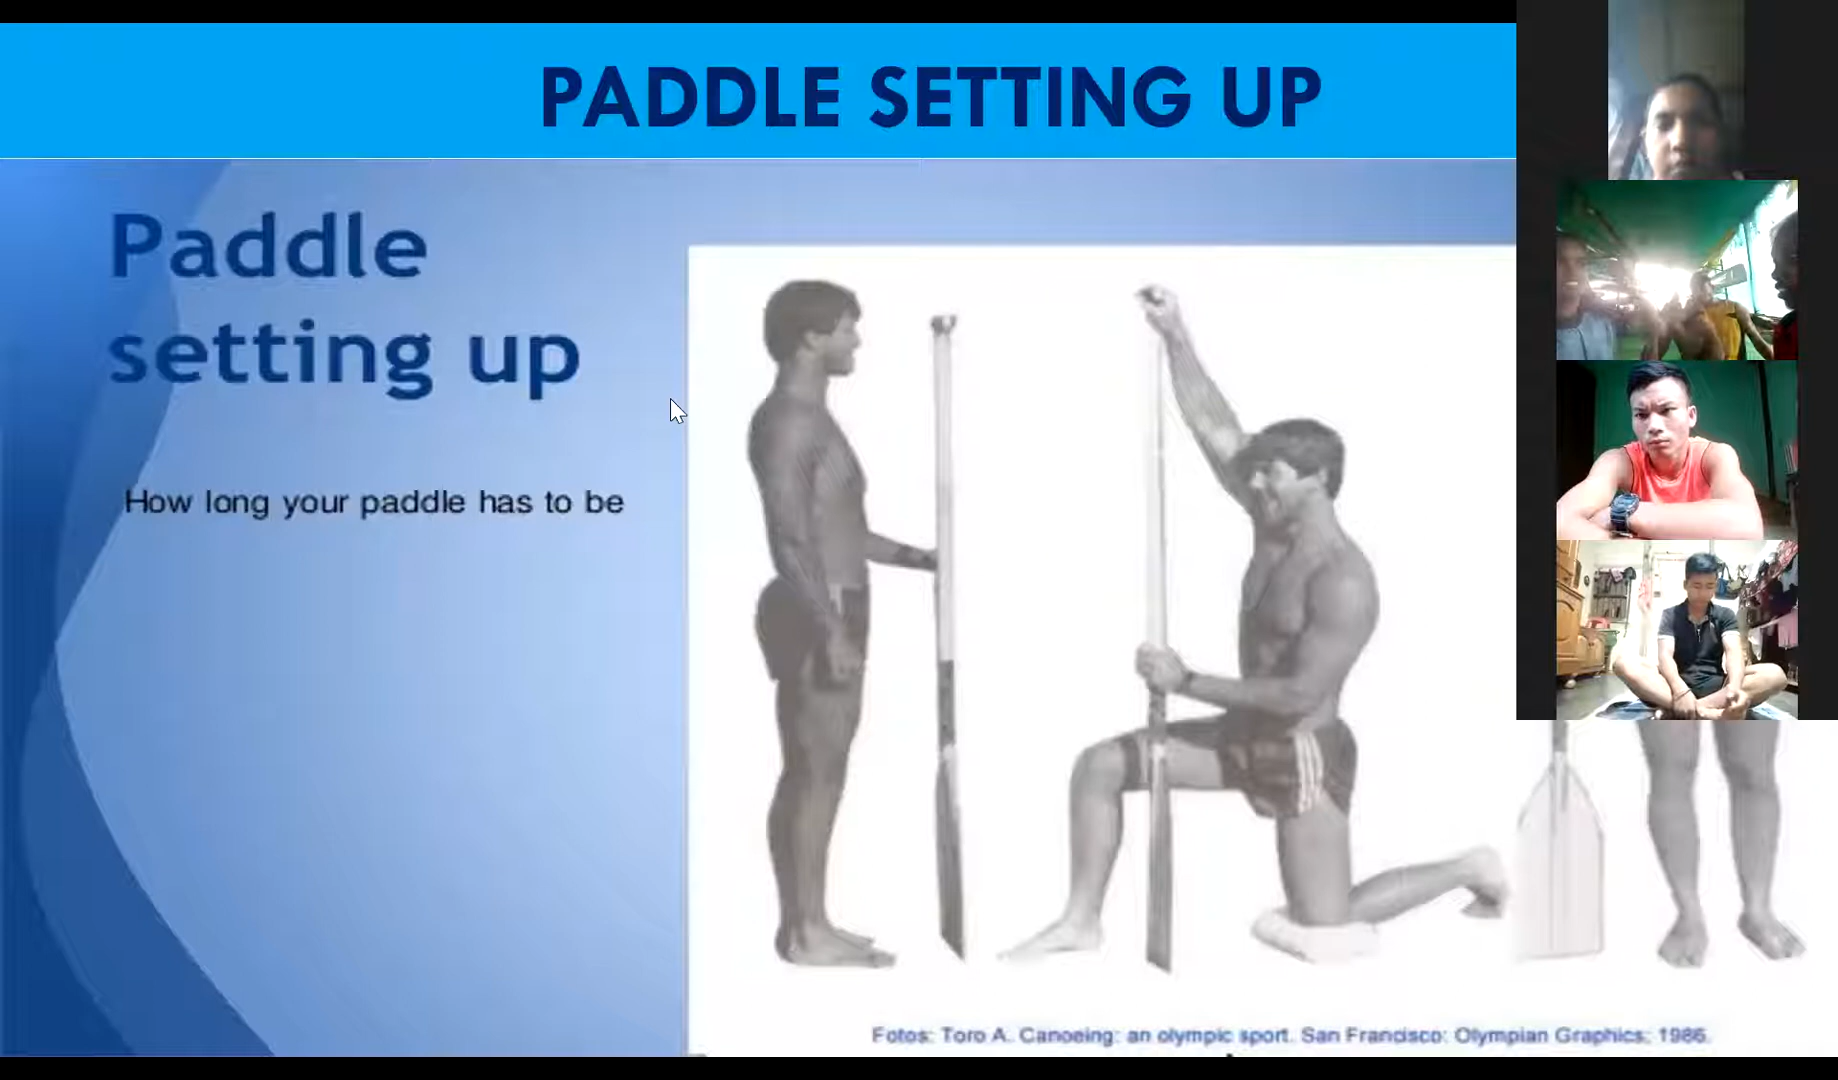 PADDLE SETTING UP
Paddle
setting up
How long your paddle has to be
Fotos: Toro A. Canoeing: an olympic sport. San Francisco: Olympian Graphics; 1986.